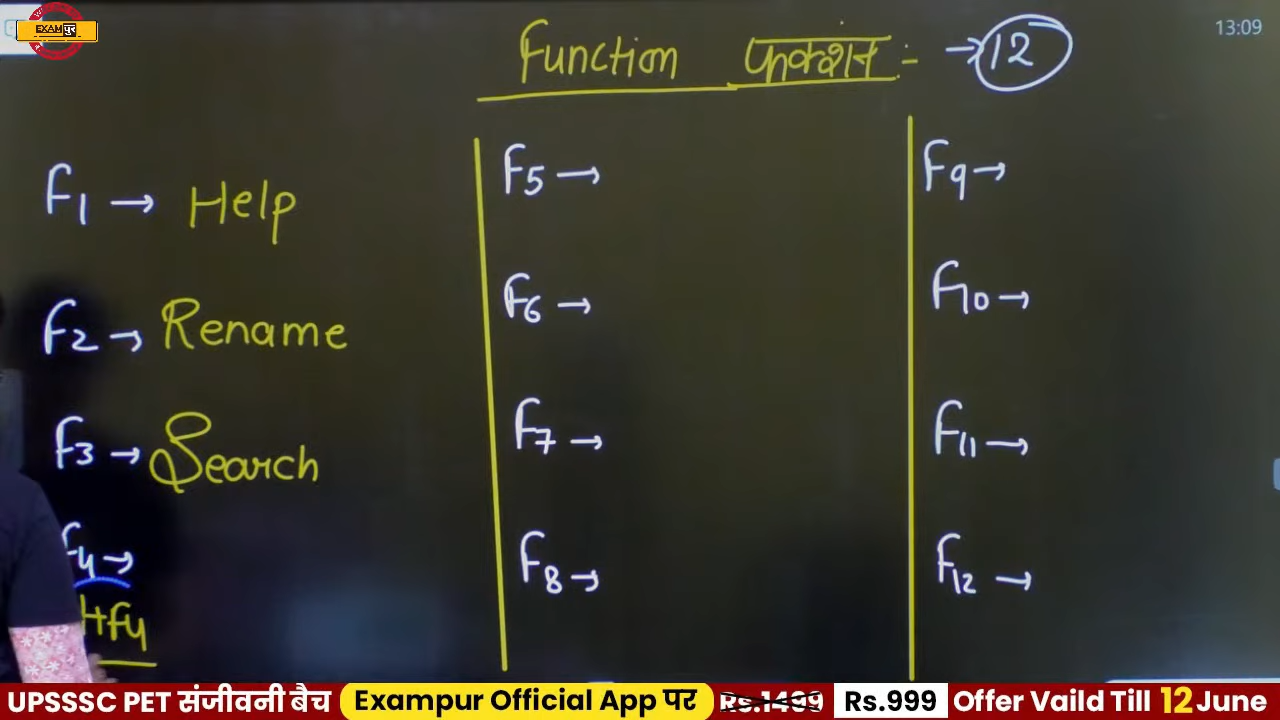 EXAMपुर
13:09
Function फंक्शन :- → 12
F1 → Help
F2 → Rename
F3 → Search
F4 →
F5 →
F6 →
F7 →
F8 →
F9 →
F10 →
F11 →
F12 →
UPSSSC PET संजीवनी बैच Exampur Official App पर Rs.1499 Rs.999 Offer Vaild Till 12 June